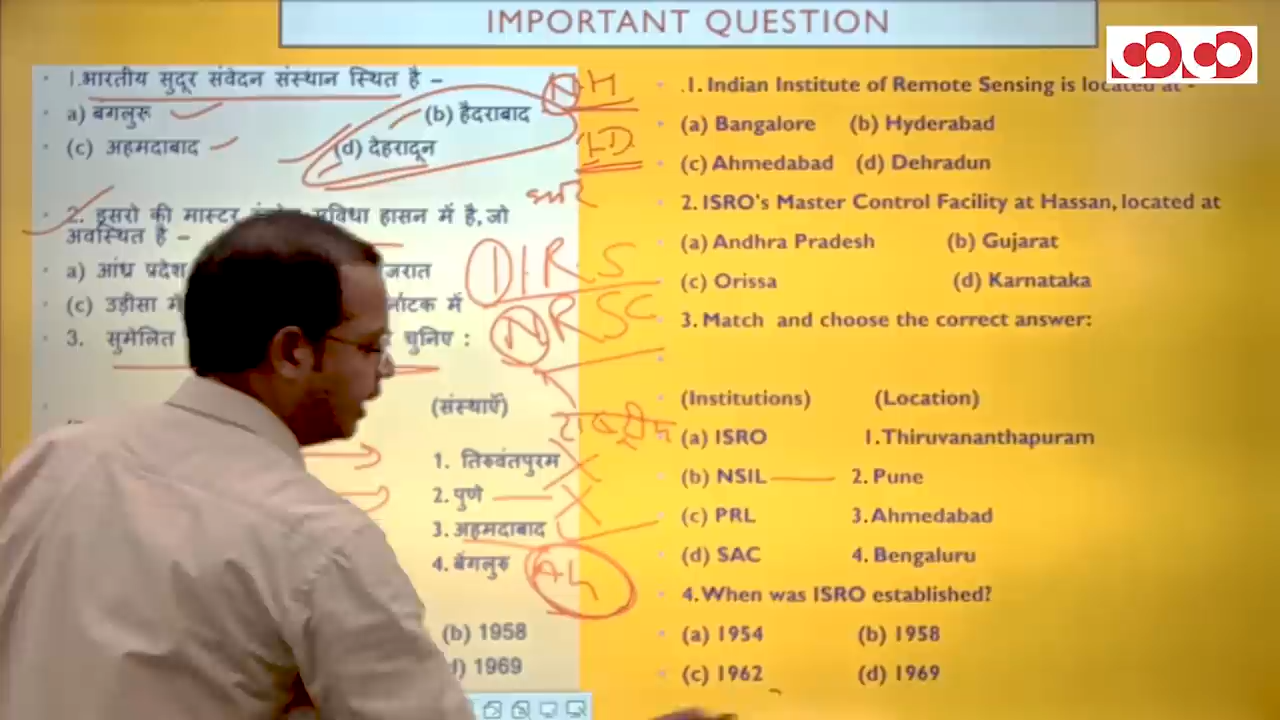 IMPORTANT QUESTION
1.भारतीय सुदूर संवेदन संस्थान स्थित है -
a) बगलुरू
(b) हैदराबाद
(c) अहमदाबाद
(d) देहरादून
2. इसरो की मास्टर सुविधा हासन में है,जो
अवस्थित है -
a) आंध्र प्रदेश
(c) उड़ीसा में
में
3. सुमेलित चुनिए :
(संस्थाएँ)
1. तिरुवंतपुरम
2. पुणे
3. अहमदाबाद
4. बेंगलुरु
(b) 1958
1969
NH
HD
IIRS
NRSC
राष्ट्रीय
Ah
.1. Indian Institute of Remote Sensing is located at -
(a) Bangalore (b) Hyderabad
(c) Ahmedabad (d) Dehradun
2. ISRO's Master Control Facility at Hassan, located at
(a) Andhra Pradesh (b) Gujarat
(c) Orissa (d) Karnataka
3. Match and choose the correct answer:
(Institutions) (Location)
(a) ISRO 1. Thiruvananthapuram
(b) NSIL 2. Pune
(c) PRL 3. Ahmedabad
(d) SAC 4. Bengaluru
4. When was ISRO established?
(a) 1954 (b) 1958
(c) 1962 (d) 1969